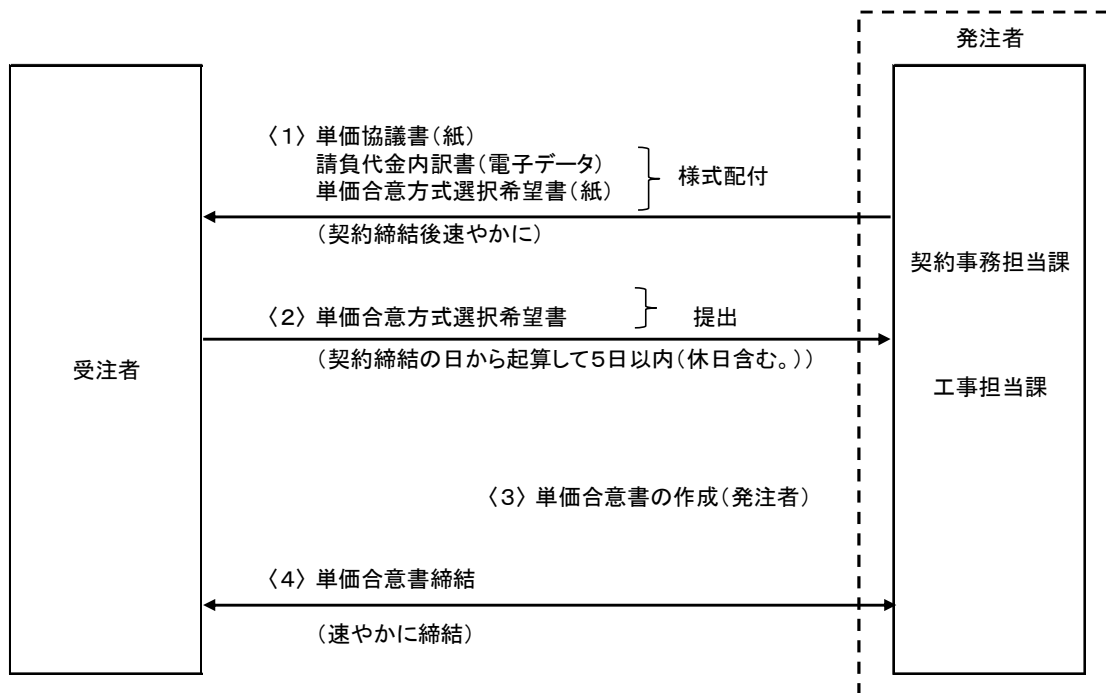 発注者
〈1〉 単価協議書(紙)
請負代金内訳書(電子データ)
単価合意方式選択希望書(紙)
様式配付
(契約締結後速やかに)
契約事務担当課
〈2〉 単価合意方式選択希望書 提出
(契約締結の日から起算して5日以内(休日含む。))
受注者
工事担当課
〈3〉 単価合意書の作成(発注者)
〈4〉 単価合意書締結
(速やかに締結)